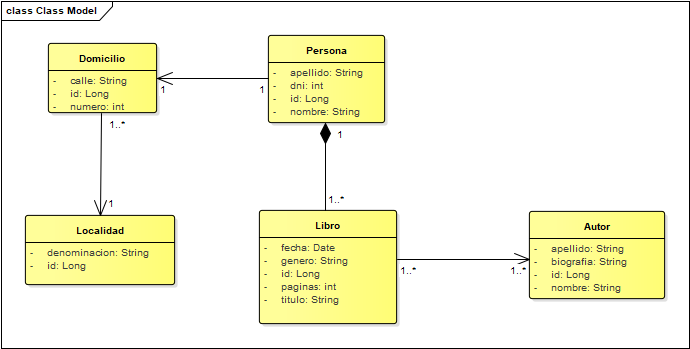 class Class Model
Domicilio
- calle: String
- id: Long
- numero: int
Persona
- apellido: String
- dni: int
- id: Long
- nombre: String
1
1
1
1..*
1..*
1
Localidad
- denominacion: String
- id: Long
Libro
- fecha: Date
- genero: String
- id: Long
- paginas: int
- titulo: String
1..*
1..*
Autor
- apellido: String
- biografia: String
- id: Long
- nombre: String